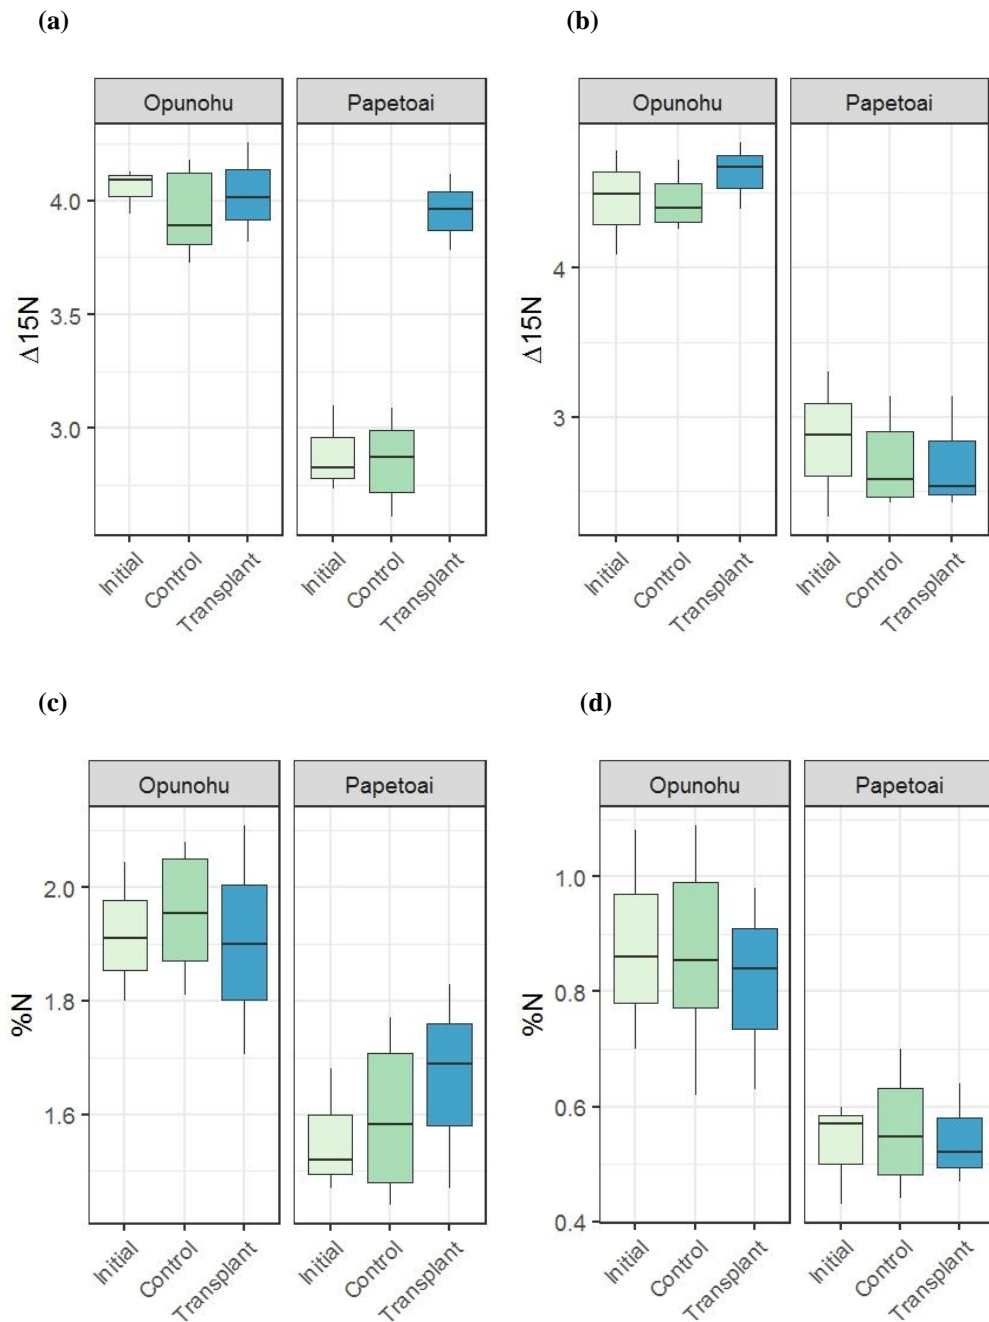 (a)
(b)
Opunohu Papetoai
Opunohu Papetoai
Δ15N
4.0
3.5
3.0
Δ15N
4
3
Initial Control Transplant Initial Control Transplant
Initial Control Transplant Initial Control Transplant
(c)
(d)
Opunohu Papetoai
Opunohu Papetoai
%N
2.0
1.8
1.6
%N
1.0
0.8
0.6
0.4
Initial Control Transplant Initial Control Transplant
Initial Control Transplant Initial Control Transplant